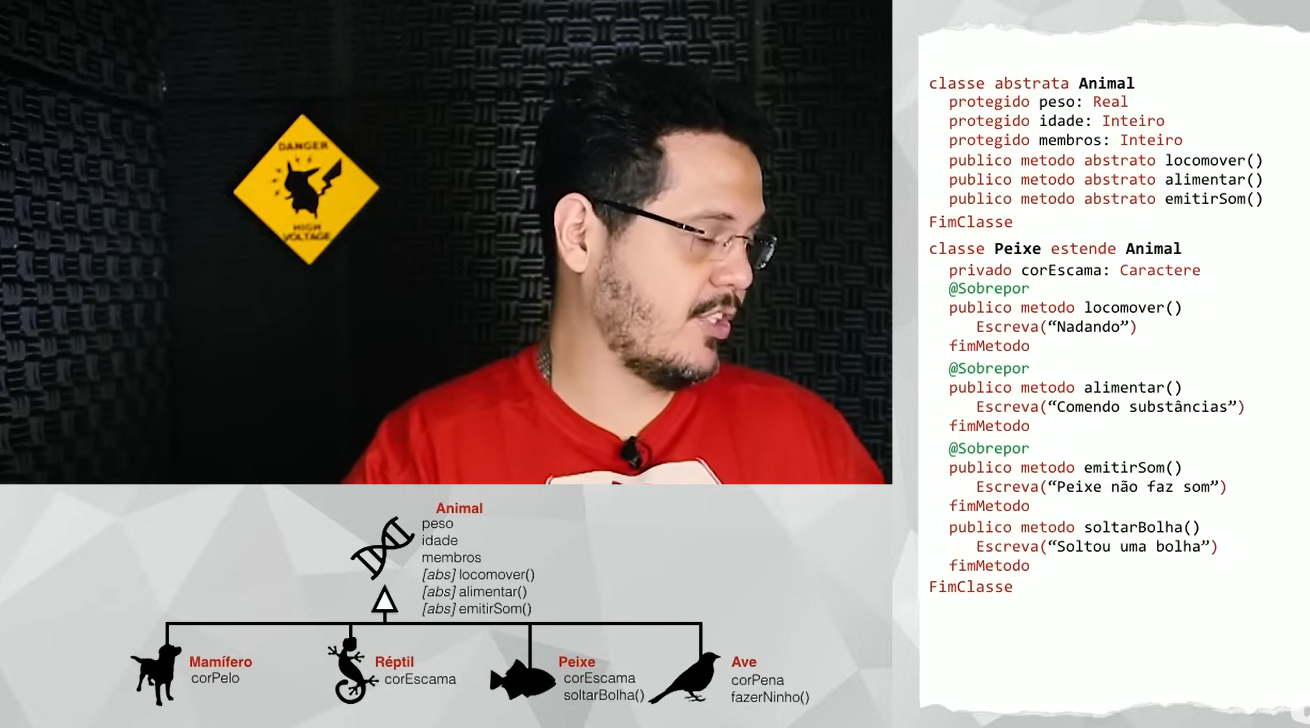 DANGER
HIGH
VOLTAGE
classe abstrata Animal
protegido peso: Real
protegido idade: Inteiro
protegido membros: Inteiro
publico metodo abstrato locomover()
publico metodo abstrato alimentar()
publico metodo abstrato emitirSom()
FimClasse
classe Peixe estende Animal
privado corEscama: Caractere
@Sobrepor
publico metodo locomover()
Escreva(“Nadando”)
fimMetodo
@Sobrepor
publico metodo alimentar()
Escreva(“Comendo substâncias”)
fimMetodo
@Sobrepor
publico metodo emitirSom()
Escreva(“Peixe não faz som”)
fimMetodo
publico metodo soltarBolha()
Escreva(“Soltou uma bolha”)
fimMetodo
FimClasse
Animal
peso
idade
membros
[abs] locomover()
[abs] alimentar()
[abs] emitirSom()
Mamífero
corPelo
Réptil
corEscama
Peixe
corEscama
soltarBolha()
Ave
corPena
fazerNinho()